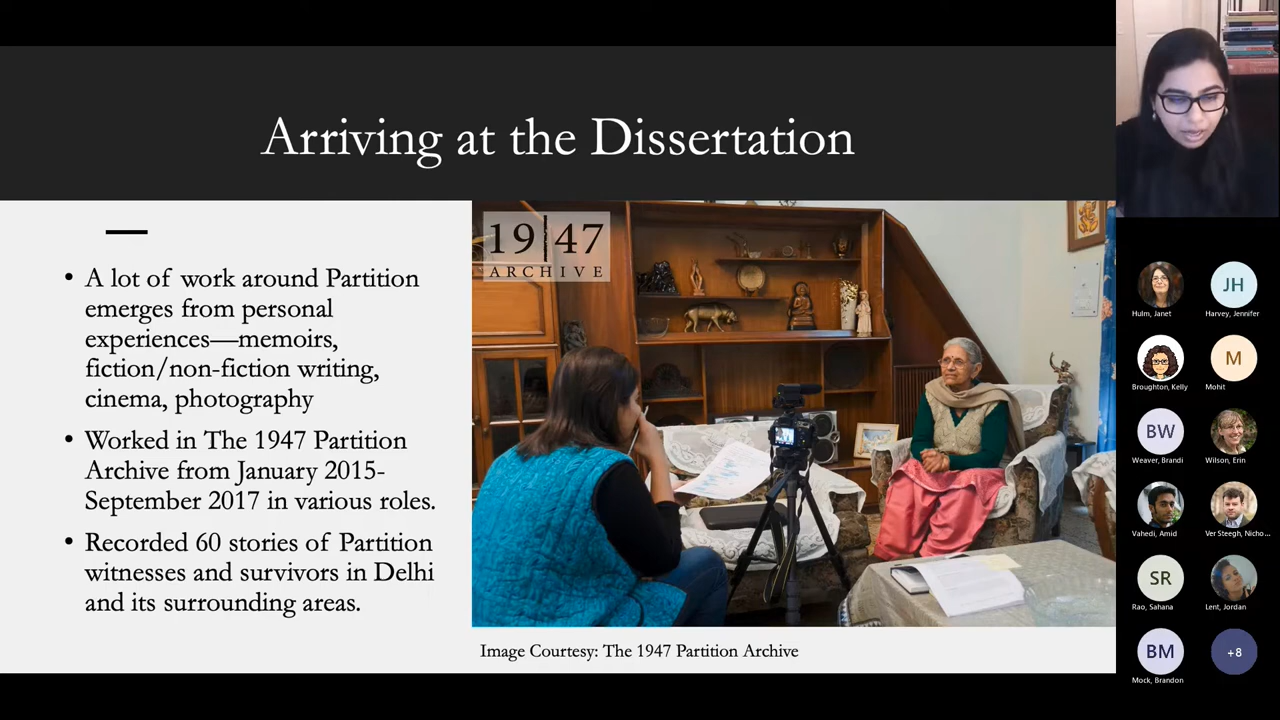 Arriving at the Dissertation
• A lot of work around Partition
emerges from personal
experiences—memoirs,
fiction/non-fiction writing,
cinema, photography
• Worked in The 1947 Partition
Archive from January 2015-
September 2017 in various roles.
• Recorded 60 stories of Partition
witnesses and survivors in Delhi
and its surrounding areas.
19|47
ARCHIVE
Image Courtesy: The 1947 Partition Archive
Hulm, Janet
JH
Harvey, Jennifer
Broughton, Kelly
M
Mohit
BW
Weaver, Brandi
Wilson, Erin
Vahedi, Amid
Ver Steegh, Nicho...
SR
Rao, Sahana
Lent, Jordan
BM
Mock, Brandon
+8